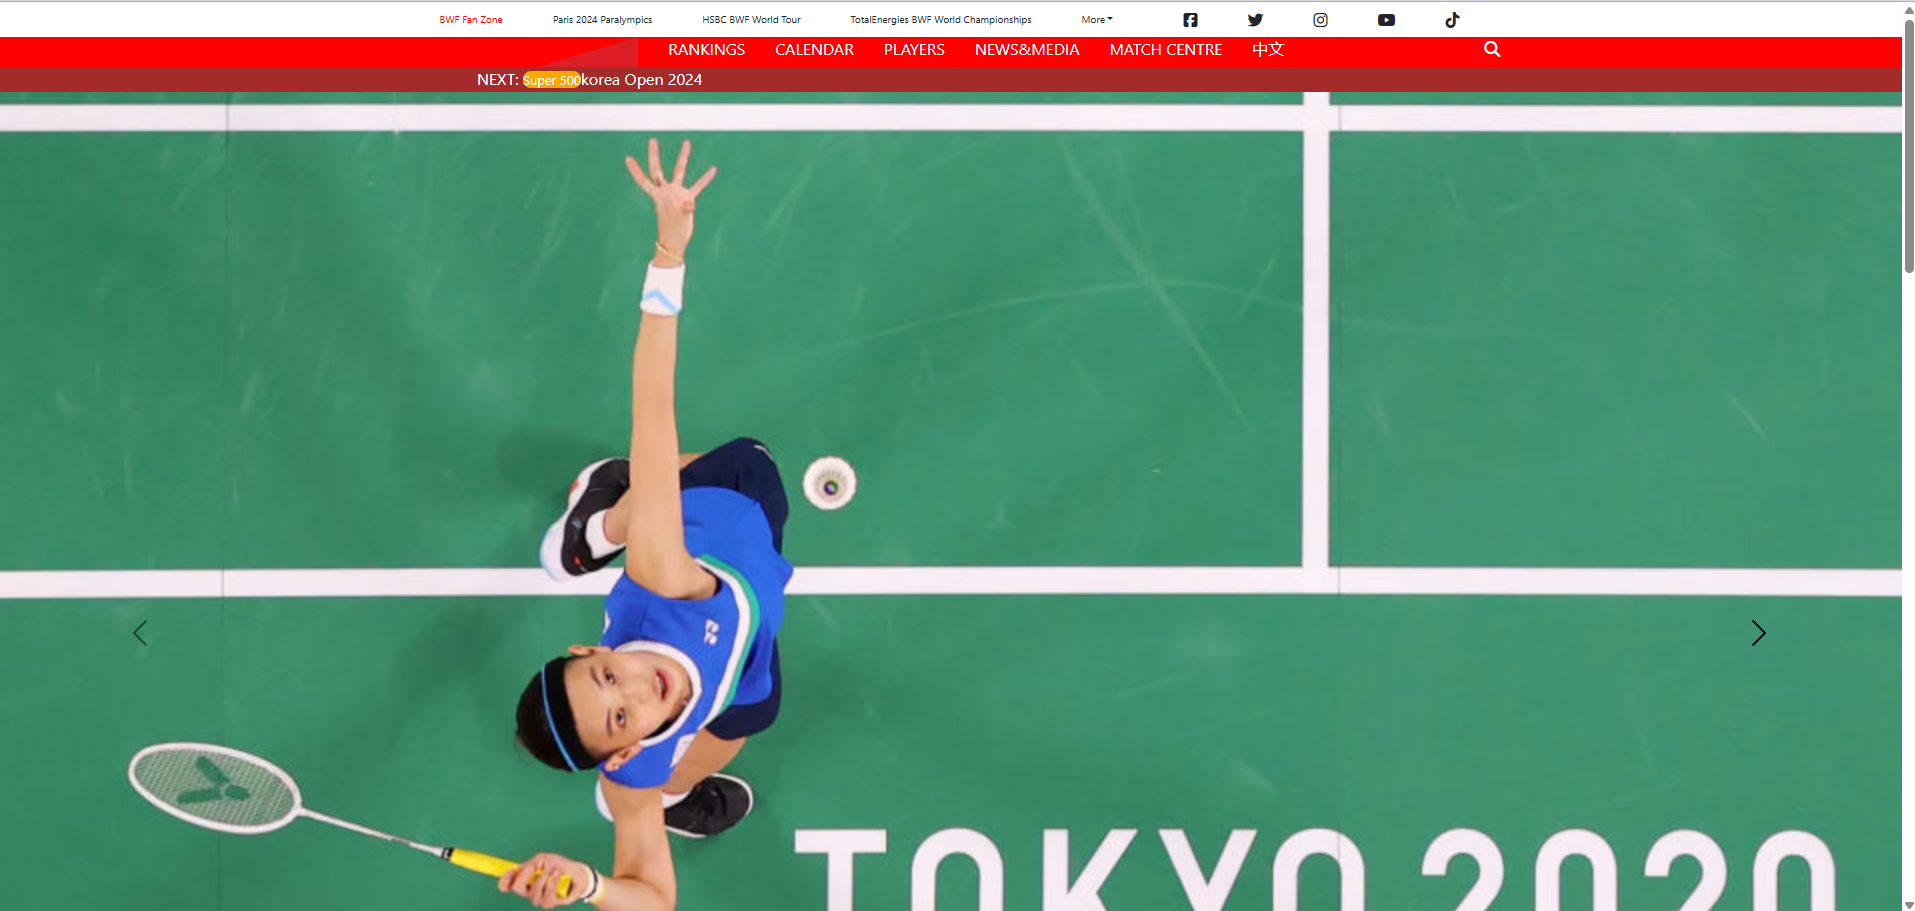 BWF Fan Zone Paris 2024 Paralympics HSBC BWF World Tour TotalEnergies BWF World Championships More
RANKINGS CALENDAR PLAYERS NEWS&MEDIA MATCH CENTRE 中文
NEXT: Super 500korea Open 2024
TOKYO 2020